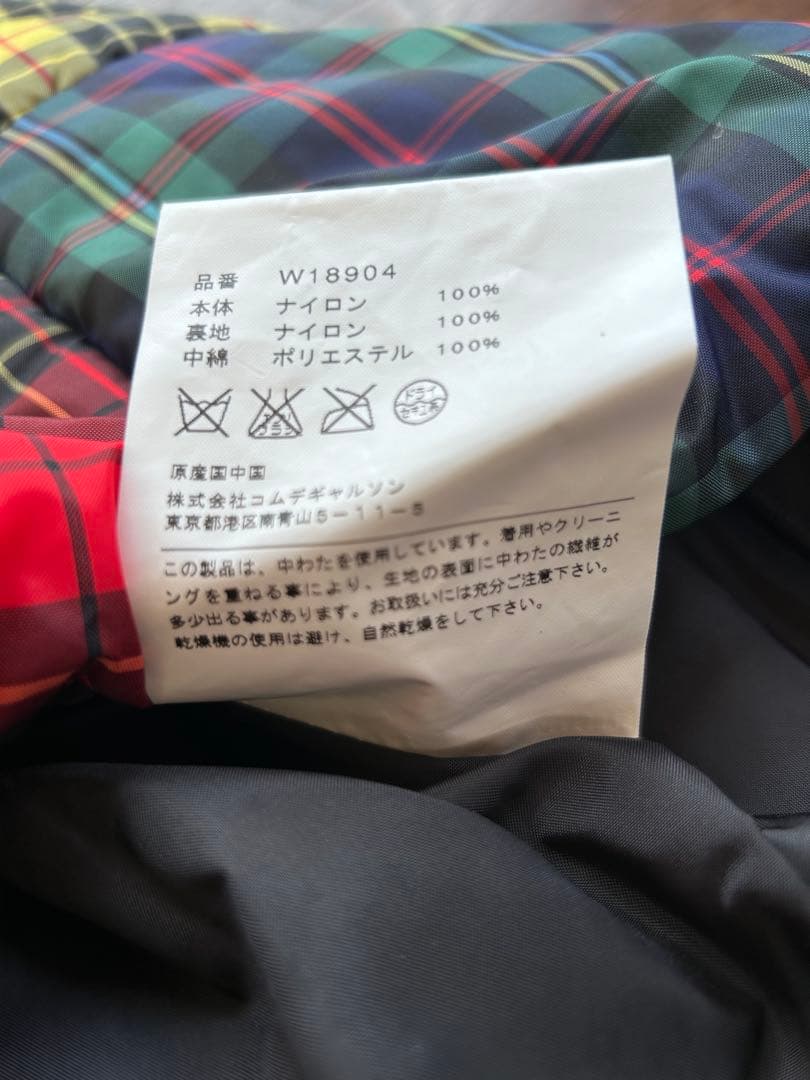 品番 W18904
本体 ナイロン 100%
裏地 ナイロン 100%
中綿 ポリエステル 100%
エンソ
サラシ
ドライ
セキユ系
原産国中国
株式会社コムデギャルソン
東京都港区南青山5-11-5
この製品は、中わたを使用しています。着用やクリーニ
ングを重ねる事により、生地の表面に中わたの繊維が
多少出る事があります。お取扱いには充分ご注意下さい。
乾燥機の使用は避け、自然乾燥をして下さい。